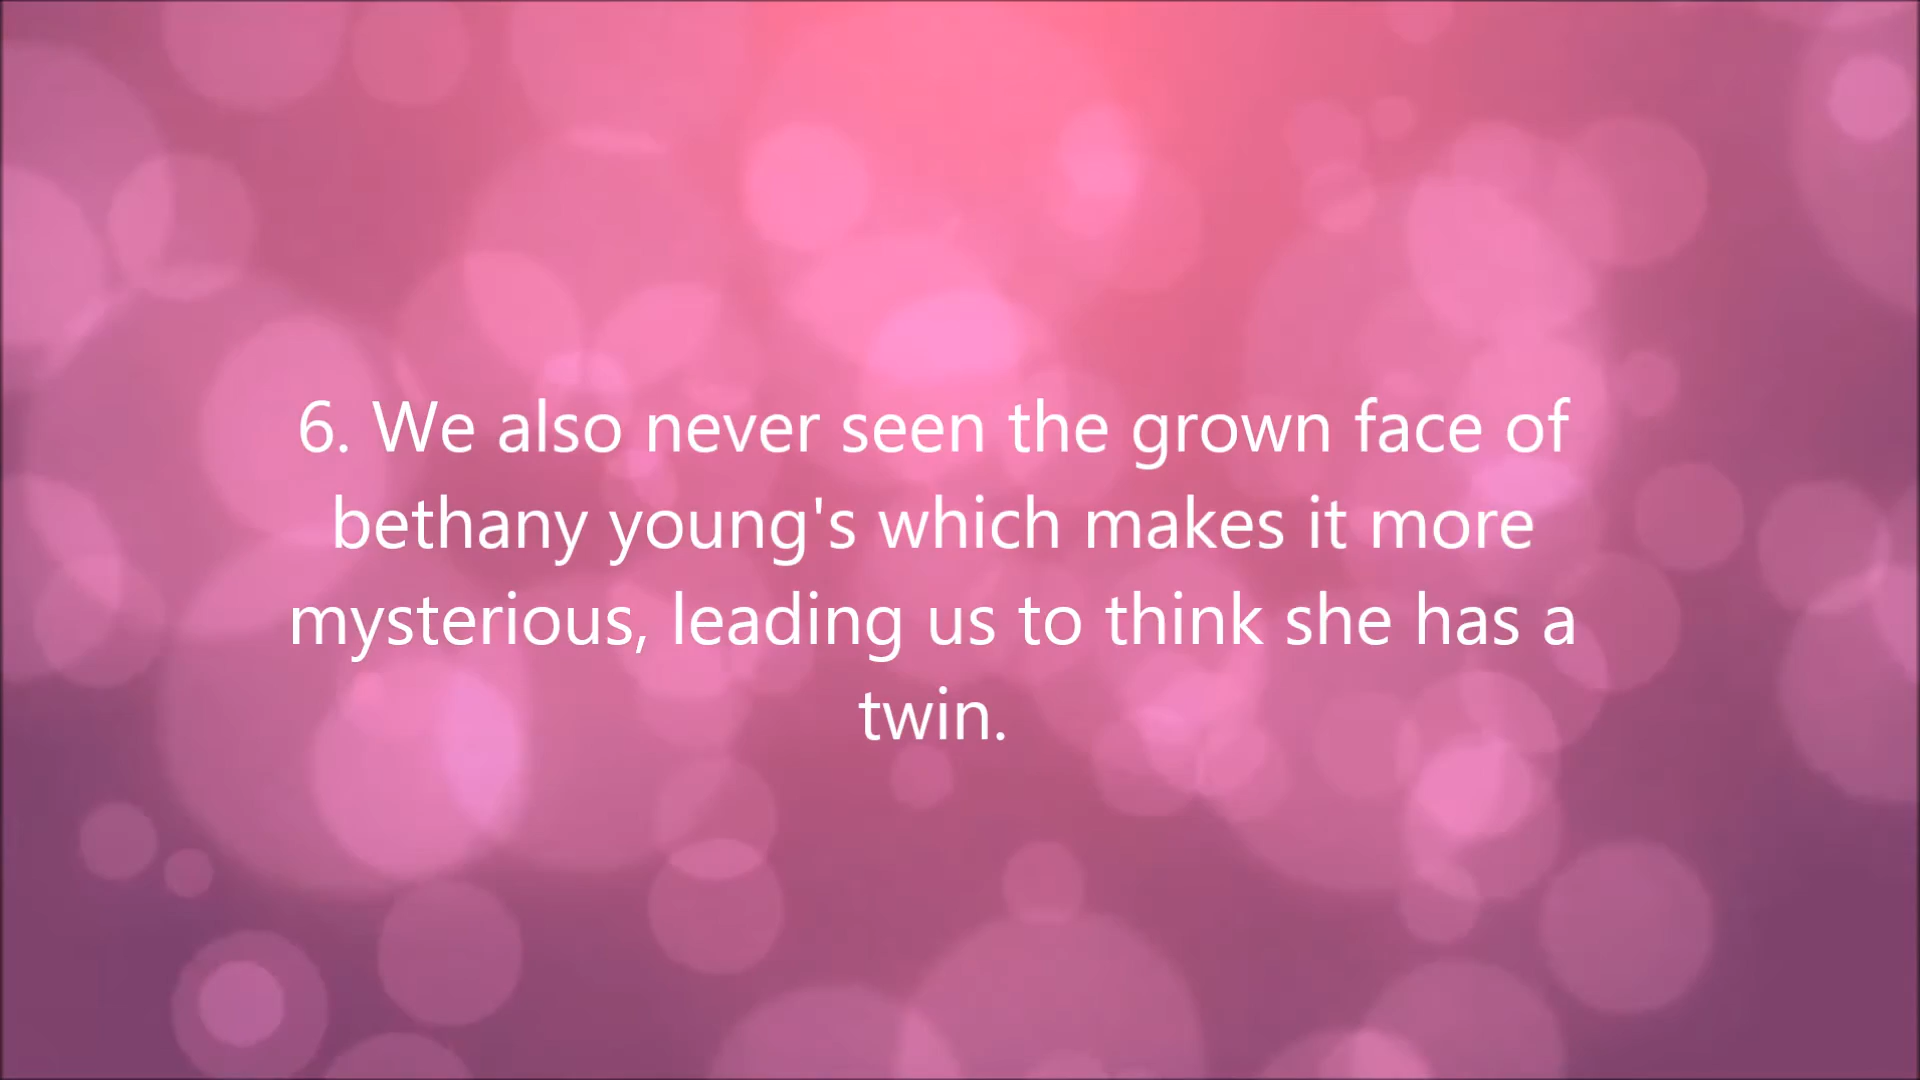 6. We also never seen the grown face of
bethany young's which makes it more
mysterious, leading us to think she has a
twin.